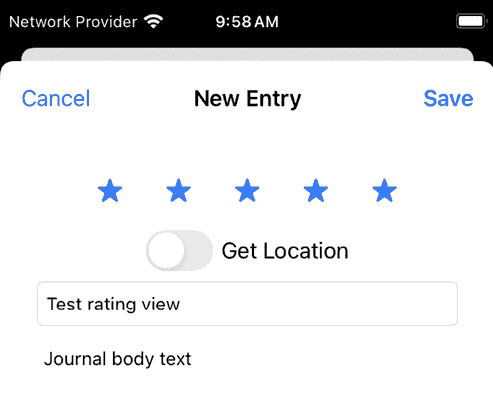 Network Provider 9:58 AM
Cancel New Entry Save
Get Location
Test rating view
Journal body text